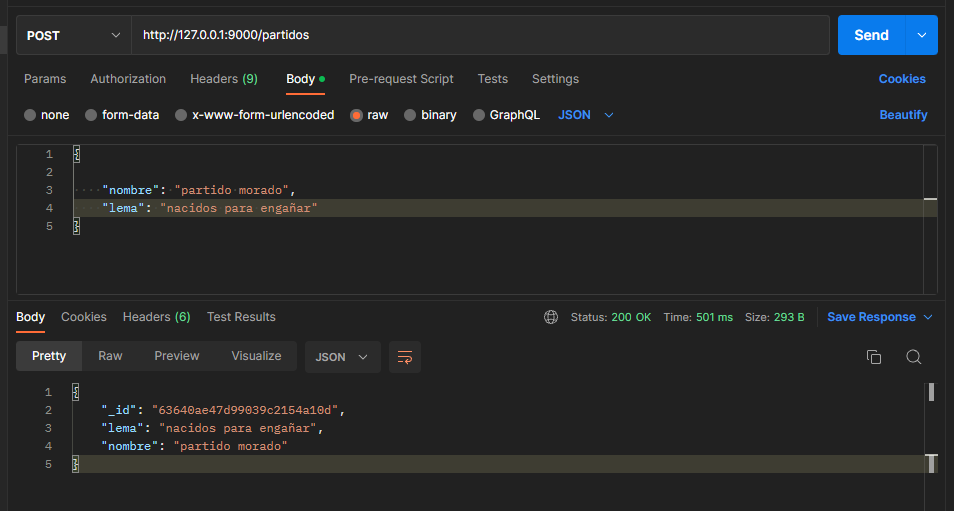 POST http://127.0.0.1:9000/partidos Send
Params Authorization Headers (9) Body Pre-request Script Tests Settings Cookies
none form-data x-www-form-urlencoded raw binary GraphQL JSON Beautify
1 {
2
3 "nombre": "partido morado",
4 "lema": "nacidos para engañar"
5 }
Body Cookies Headers (6) Test Results Status: 200 OK Time: 501 ms Size: 293 B Save Response
Pretty Raw Preview Visualize JSON
1 {
2 "_id": "63640ae47d99039c2154a10d",
3 "lema": "nacidos para engañar",
4 "nombre": "partido morado"
5 }